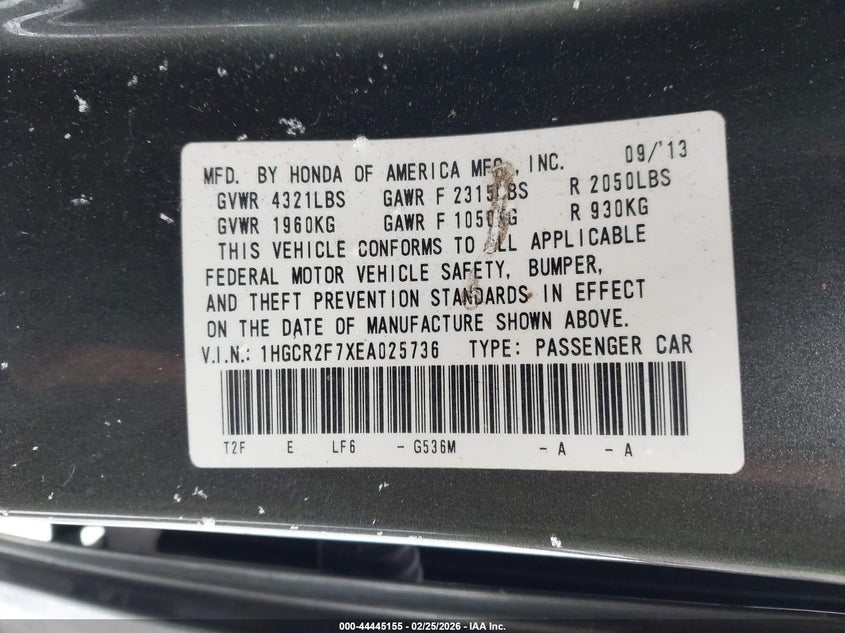 MFD. BY HONDA OF AMERICA MFG., INC. 09/'13
GVWR 4321LBS GAWR F 2315LBS R 2050LBS
GVWR 1960KG GAWR F 1050KG R 930KG
THIS VEHICLE CONFORMS TO ALL APPLICABLE
FEDERAL MOTOR VEHICLE SAFETY, BUMPER,
AND THEFT PREVENTION STANDARDS IN EFFECT
ON THE DATE OF MANUFACTURE SHOWN ABOVE.
V.I.N.: 1HGCR2F7XEA025736 TYPE: PASSENGER CAR
T2F E LF6 - G536M - A - A
000-44445155 - 02/25/2026 - IAA Inc.